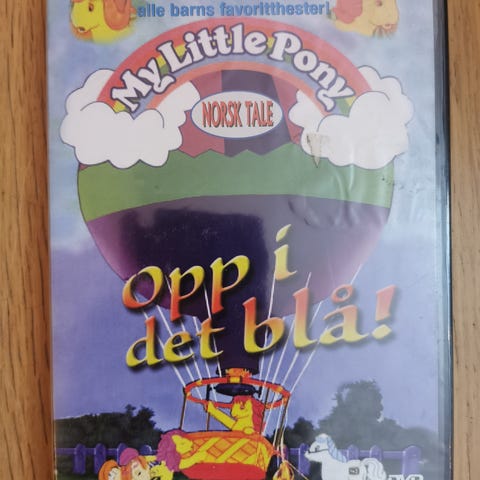 alle barns favoritthester!
My Little Pony
NORSK TALE
opp i
det blå!